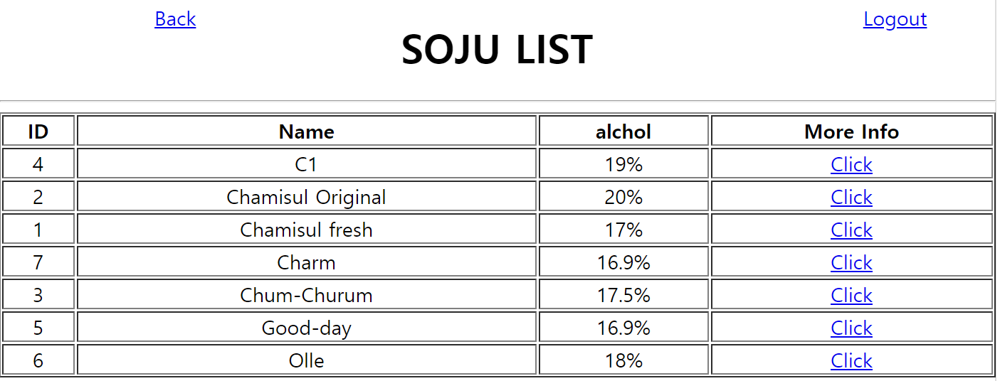 Back Logout
SOJU LIST
ID Name alchol More Info
4 C1 19% Click
2 Chamisul Original 20% Click
1 Chamisul fresh 17% Click
7 Charm 16.9% Click
3 Chum-Churum 17.5% Click
5 Good-day 16.9% Click
6 Olle 18% Click